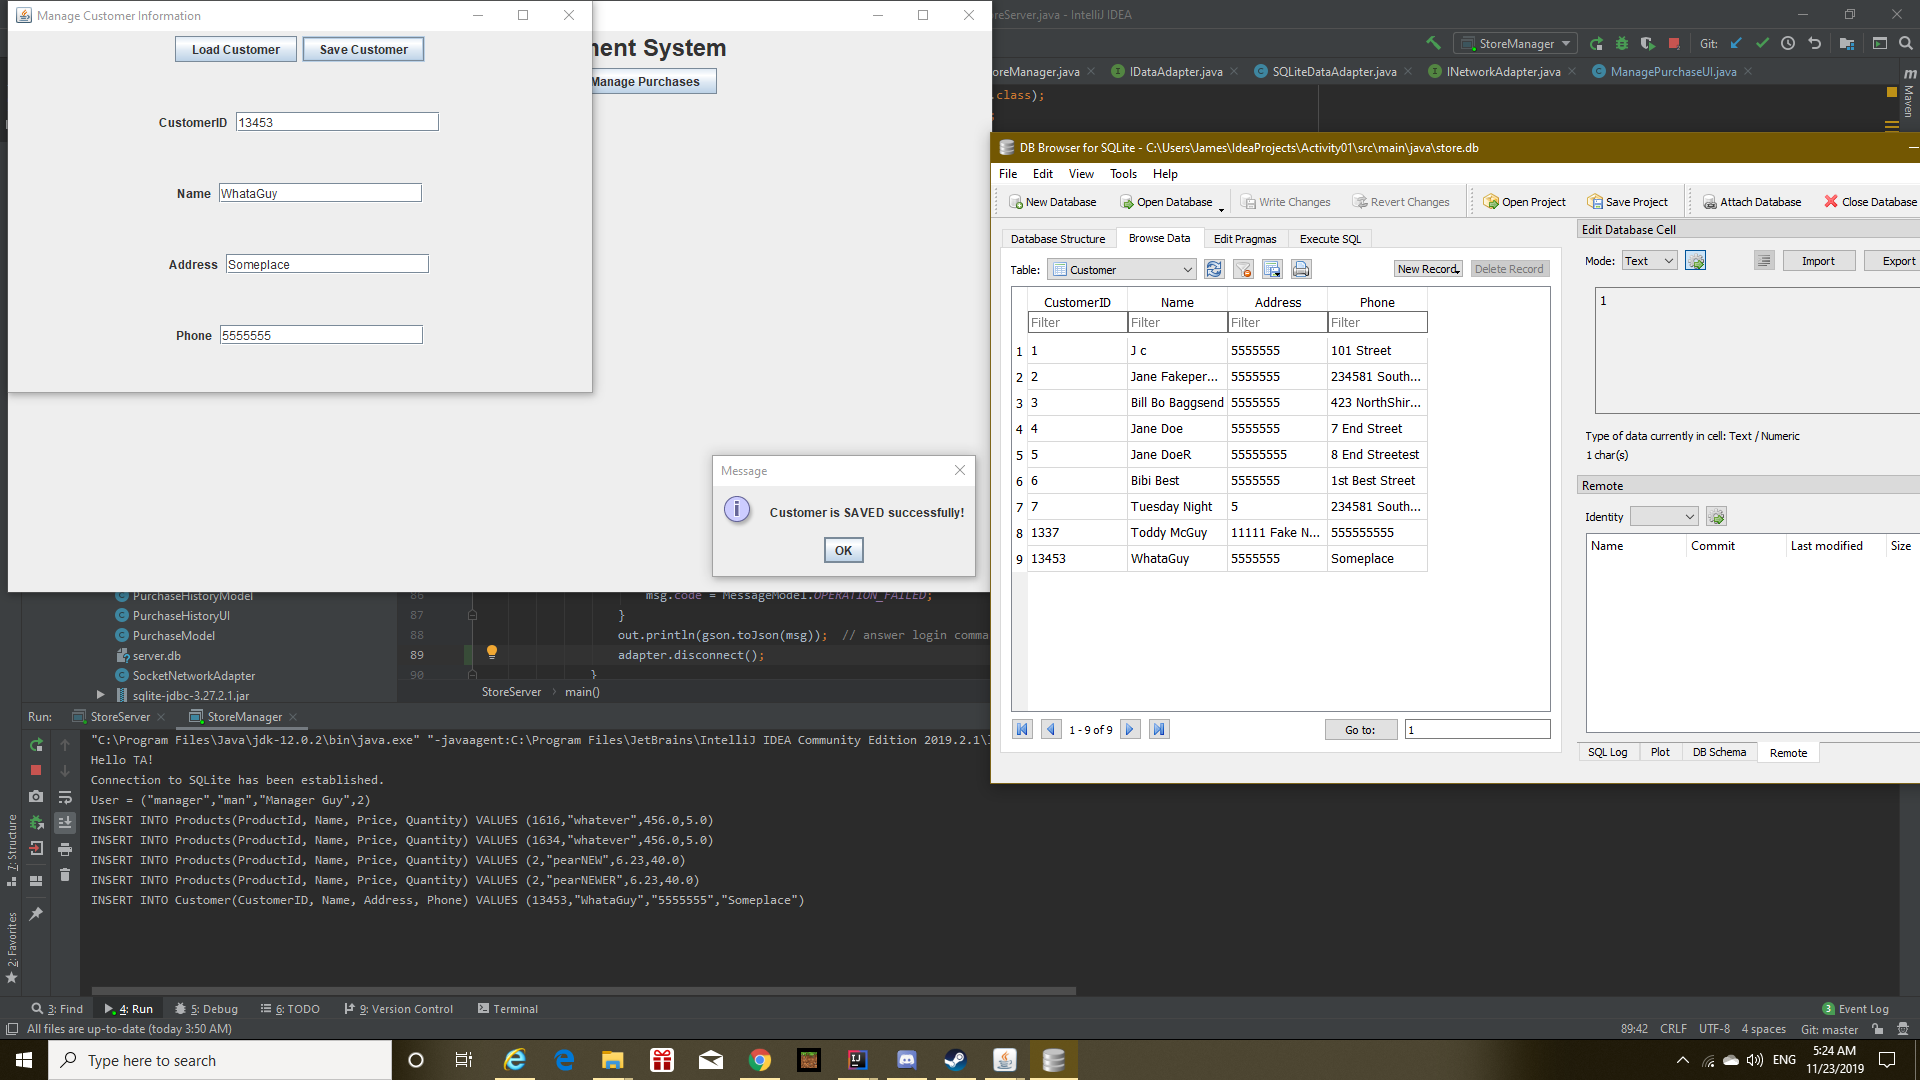 Manage Customer Information
Load Customer
Save Customer
CustomerID 13453
Name WhataGuy
Address Someplace
Phone 5555555
ment System
Manage Purchases
Message
Customer is SAVED successfully!
OK
oreServer.java - IntelliJ IDEA
StoreManager
Git:
oreManager.java
IDataAdapter.java
SQLiteDataAdapter.java
INetworkAdapter.java
ManagePurchaseUI.java
Maven
.class);
DB Browser for SQLite - C:\Users\James\IdeaProjects\Activity01\src\main\java\store.db
File Edit View Tools Help
New Database Open Database Write Changes Revert Changes Open Project Save Project Attach Database Close Database
Database Structure Browse Data Edit Pragmas Execute SQL
Table: Customer New Record Delete Record
CustomerID Name Address Phone
Filter Filter Filter Filter
1 1 J c 5555555 101 Street
2 2 Jane Fakeper... 5555555 234581 South...
3 3 Bill Bo Baggsend 5555555 423 NorthShir...
4 4 Jane Doe 5555555 7 End Street
5 5 Jane DoeR 55555555 8 End Streetest
6 6 Bibi Best 5555555 1st Best Street
7 7 Tuesday Night 5 234581 South...
8 1337 Toddy McGuy 11111 Fake N... 555555555
9 13453 WhataGuy 5555555 Someplace
1 - 9 of 9 Go to: 1
Edit Database Cell
Mode: Text Import Export
1
Type of data currently in cell: Text / Numeric
1 char(s)
Remote
Identity
Name Commit Last modified Size
SQL Log Plot DB Schema Remote
PurchaseHistoryModel
PurchaseHistoryUI
PurchaseModel
server.db
SocketNetworkAdapter
sqlite-jdbc-3.27.2.1.jar
86 msg.code = MessageModel.OPERATION_FAILED;
87 }
88 out.println(gson.toJson(msg)); // answer login comma
89 adapter.disconnect();
90 }
StoreServer › main()
Run: StoreServer StoreManager
"C:\Program Files\Java\jdk-12.0.2\bin\java.exe" "-javaagent:C:\Program Files\JetBrains\IntelliJ IDEA Community Edition 2019.2.1\
Hello TA!
Connection to SQLite has been established.
User = ("manager","man","Manager Guy",2)
INSERT INTO Products(ProductId, Name, Price, Quantity) VALUES (1616,"whatever",456.0,5.0)
INSERT INTO Products(ProductId, Name, Price, Quantity) VALUES (1634,"whatever",456.0,5.0)
INSERT INTO Products(ProductId, Name, Price, Quantity) VALUES (2,"pearNEW",6.23,40.0)
INSERT INTO Products(ProductId, Name, Price, Quantity) VALUES (2,"pearNEWER",6.23,40.0)
INSERT INTO Customer(CustomerID, Name, Address, Phone) VALUES (13453,"WhataGuy","5555555","Someplace")
7: Structure
2: Favorites
3: Find 4: Run 5: Debug 6: TODO 9: Version Control Terminal 3 Event Log
All files are up-to-date (today 3:50 AM) 89:42 CRLF UTF-8 4 spaces Git: master
Type here to search
ENG
5:24 AM
11/23/2019